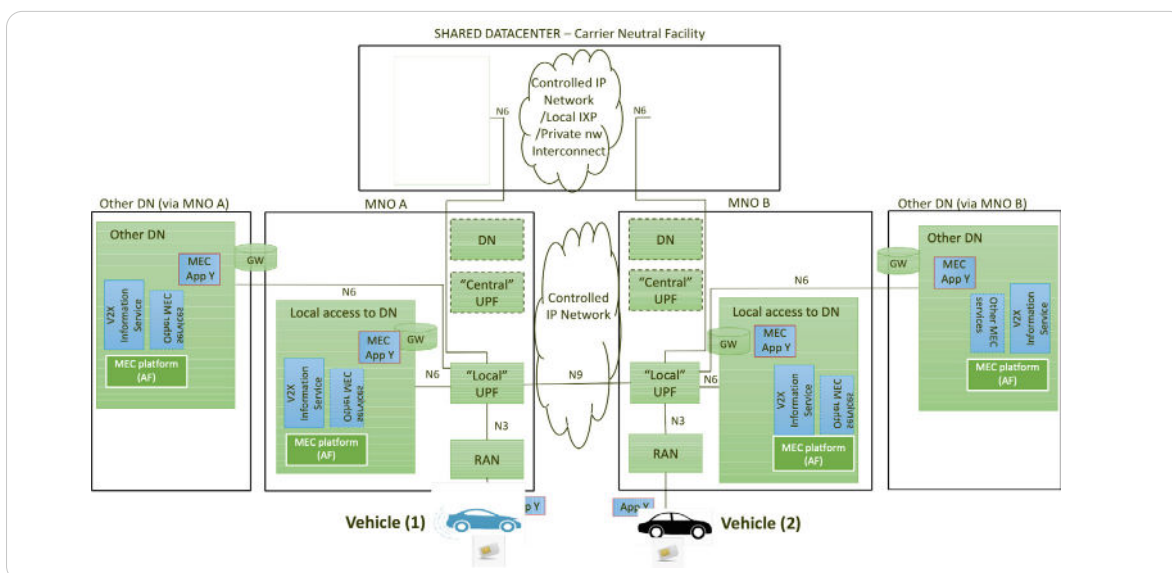 SHARED DATACENTER – Carrier Neutral Facility
Controlled IP
Network
/Local IXP
/Private nw
Interconnect
N6
N6
Other DN (via MNO A)
Other DN
MEC
App Y
GW
V2X
Information
Service
Other MEC
services
MEC platform
(AF)
N6
MNO A
DN
"Central"
UPF
Local access to DN
MEC
App Y
GW
V2X
Information
Service
Other MEC
services
MEC platform
(AF)
N6
"Local"
UPF
N3
RAN
Controlled
IP Network
N9
MNO B
DN
"Central"
UPF
N6
Local access to DN
GW
MEC
App Y
"Local"
UPF
N6
V2X
Information
Service
Other MEC
services
MEC platform
(AF)
N3
RAN
Other DN (via MNO B)
Other DN
GW
MEC
App Y
Other MEC
services
V2X
Information
Service
MEC platform
(AF)
Vehicle (1)
App Y
App Y
Vehicle (2)